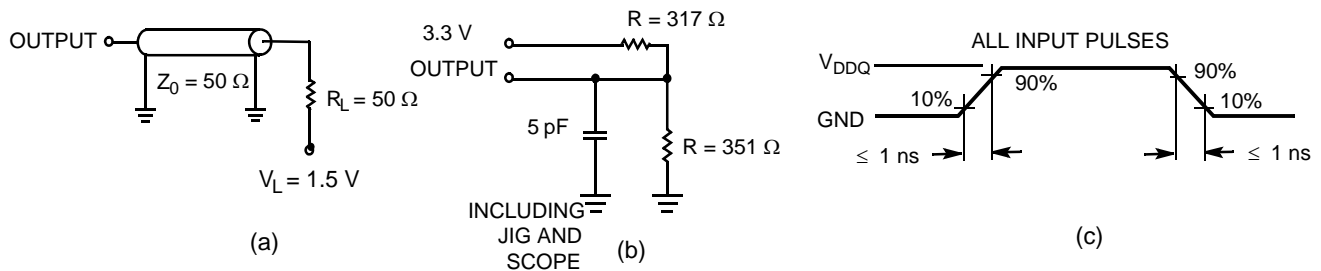 OUTPUT
Z0 = 50 Ω
RL = 50 Ω
VL = 1.5 V
(a)
3.3 V
OUTPUT
R = 317 Ω
5 pF
R = 351 Ω
INCLUDING
JIG AND
SCOPE
(b)
ALL INPUT PULSES
VDDQ
GND
10%
90%
90%
10%
≤ 1 ns
≤ 1 ns
(c)